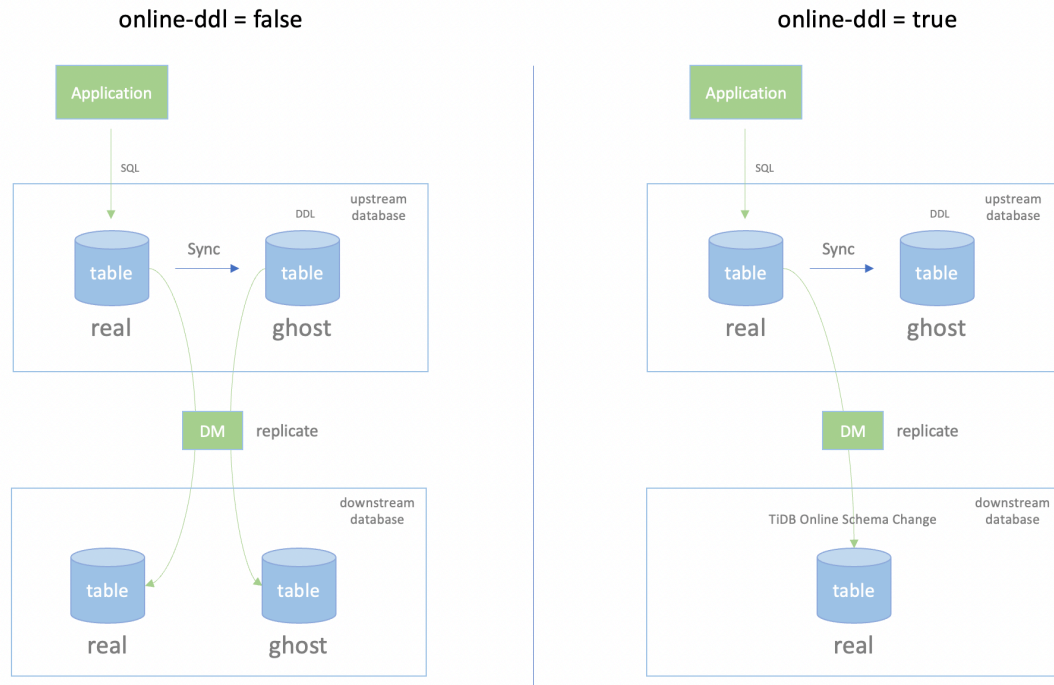 online-ddl = false
Application
SQL
upstream
database
DDL
table
Sync
table
real
ghost
DM
replicate
downstream
database
table
table
real
ghost
online-ddl = true
Application
SQL
upstream
database
DDL
table
Sync
table
real
ghost
DM
replicate
downstream
database
TiDB Online Schema Change
table
real